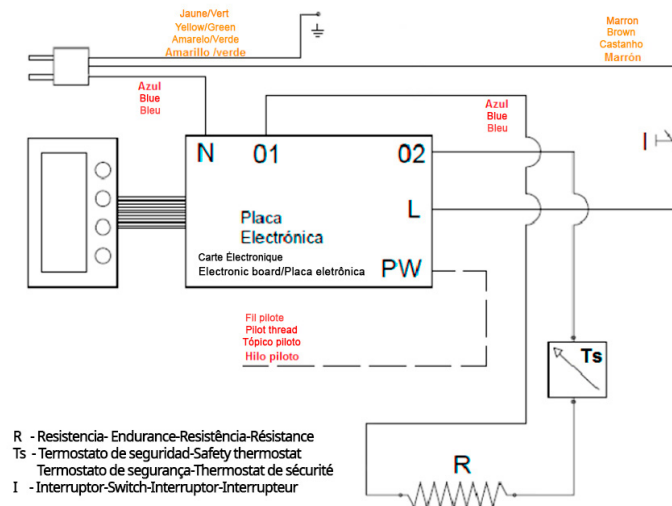 Jaune/Vert
Yellow/Green
Amarelo/Verde
Amarillo /verde
Marron
Brown
Castanho
Marrón
Azul
Blue
Bleu
Azul
Blue
Bleu
I
N
01
02
L
PW
Placa
Electrónica
Carte Électronique
Electronic board/Placa eletrônica
Fil pilote
Pilot thread
Tópico piloto
Hilo piloto
Ts
R
R - Resistencia- Endurance-Resistência-Résistance
Ts - Termostato de seguridad-Safety thermostat
Termostato de segurança-Thermostat de sécurité
I - Interruptor-Switch-Interruptor-Interrupteur